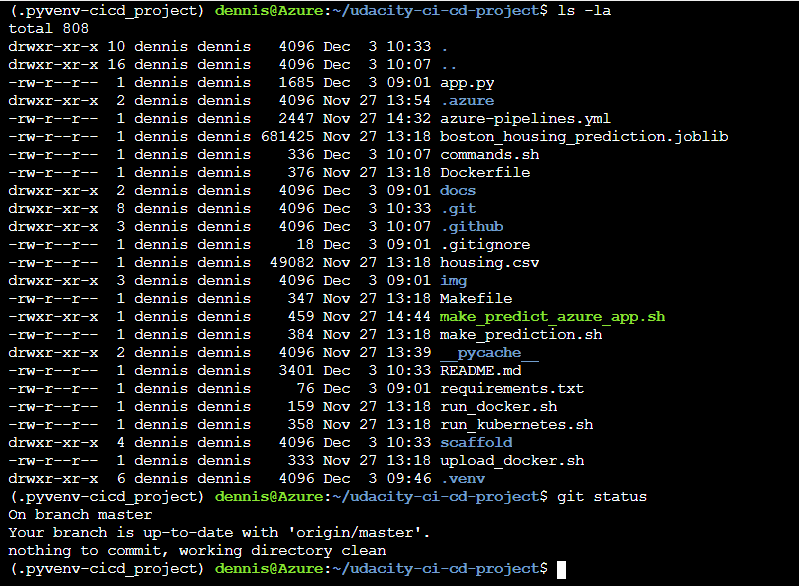 (.pyvenv-cicd_project) dennis@Azure:~/udacity-ci-cd-project$ ls -la
total 808
drwxr-xr-x 10 dennis dennis   4096 Dec  3 10:33 .
drwxr-xr-x 16 dennis dennis   4096 Dec  3 10:07 ..
-rw-r--r--  1 dennis dennis   1685 Dec  3 09:01 app.py
drwxr-xr-x  2 dennis dennis   4096 Nov 27 13:54 .azure
-rw-r--r--  1 dennis dennis   2447 Nov 27 14:32 azure-pipelines.yml
-rw-r--r--  1 dennis dennis 681425 Nov 27 13:18 boston_housing_prediction.joblib
-rw-r--r--  1 dennis dennis    336 Dec  3 10:07 commands.sh
-rw-r--r--  1 dennis dennis    376 Nov 27 13:18 Dockerfile
drwxr-xr-x  2 dennis dennis   4096 Dec  3 09:01 docs
drwxr-xr-x  8 dennis dennis   4096 Dec  3 10:33 .git
drwxr-xr-x  3 dennis dennis   4096 Dec  3 10:07 .github
-rw-r--r--  1 dennis dennis     18 Dec  3 09:01 .gitignore
-rw-r--r--  1 dennis dennis  49082 Nov 27 13:18 housing.csv
drwxr-xr-x  3 dennis dennis   4096 Dec  3 09:01 img
-rw-r--r--  1 dennis dennis    347 Nov 27 13:18 Makefile
-rw-r--r--  1 dennis dennis    459 Nov 27 14:44 make_predict_azure_app.sh
-rw-r--r--  1 dennis dennis    384 Nov 27 13:18 make_prediction.sh
drwxr-xr-x  2 dennis dennis   4096 Nov 27 13:39 __pycache__
-rw-r--r--  1 dennis dennis   3401 Dec  3 10:33 README.md
-rw-r--r--  1 dennis dennis     76 Dec  3 09:01 requirements.txt
-rw-r--r--  1 dennis dennis    159 Nov 27 13:18 run_docker.sh
-rw-r--r--  1 dennis dennis    358 Nov 27 13:18 run_kubernetes.sh
drwxr-xr-x  4 dennis dennis   4096 Dec  3 10:33 scaffold
-rw-r--r--  1 dennis dennis    333 Nov 27 13:18 upload_docker.sh
drwxr-xr-x  6 dennis dennis   4096 Dec  3 09:46 .venv
(.pyvenv-cicd_project) dennis@Azure:~/udacity-ci-cd-project$ git status
On branch master
Your branch is up-to-date with 'origin/master'.
nothing to commit, working directory clean
(.pyvenv-cicd_project) dennis@Azure:~/udacity-ci-cd-project$